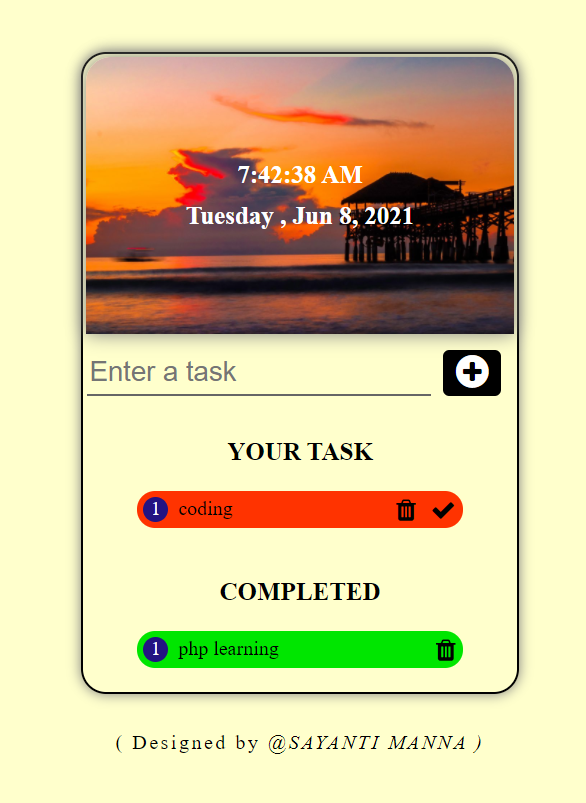 7:42:38 AM
Tuesday , Jun 8, 2021
Enter a task
YOUR TASK
1 coding
COMPLETED
1 php learning
( Designed by @SAYANTI MANNA )